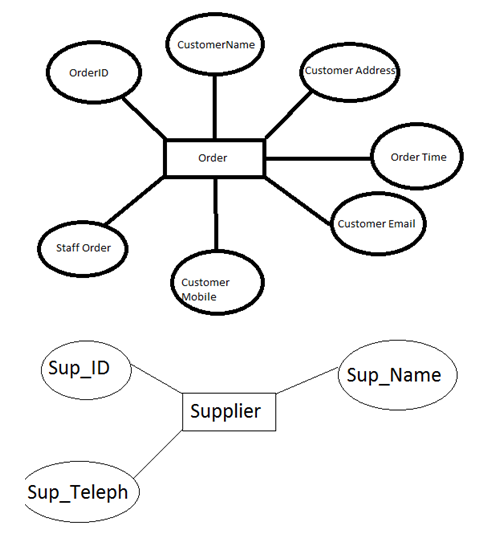 CustomerName
OrderID
Customer Address
Order
Order Time
Customer Email
Staff Order
Customer
Mobile
Sup_ID
Sup_Name
Supplier
Sup_Teleph